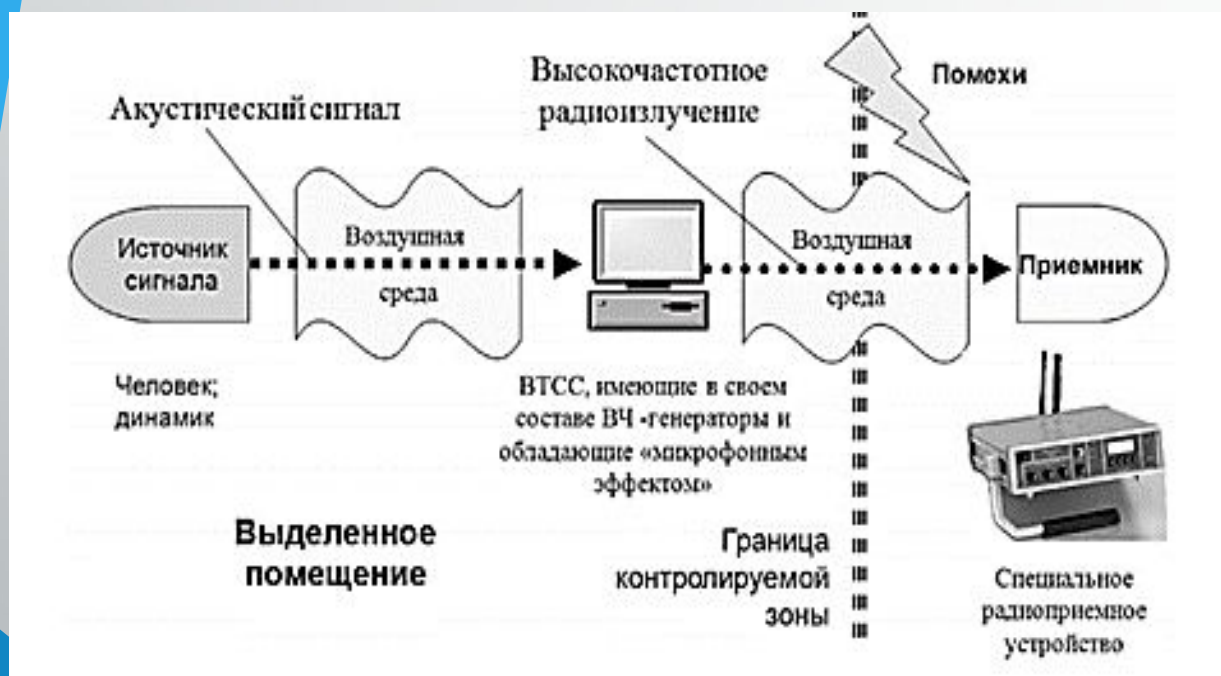 Акустический сигнал
Высокочастотное
радиоизлучение
Помехи
Источник
сигнала
Воздушная
среда
Воздушная
среда
Приемник
Человек;
динамик
ВТСС, имеющие в своем
составе ВЧ -генераторы и
обладающие «микрофонным
эффектом»
Выделенное
помещение
Граница
контролируемой
зоны
Специальное
радиоприемное
устройство